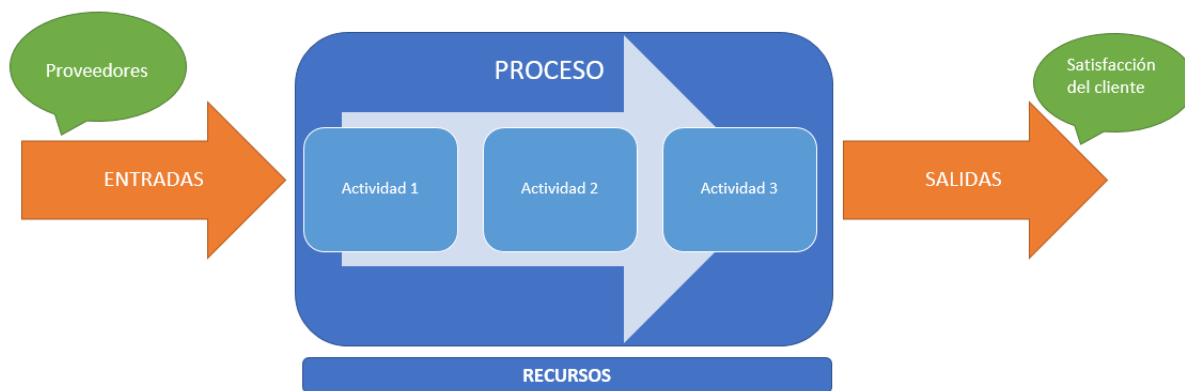 Proveedores
ENTRADAS
PROCESO
Actividad 1
Actividad 2
Actividad 3
SALIDAS
Satisfacción
del cliente
RECURSOS